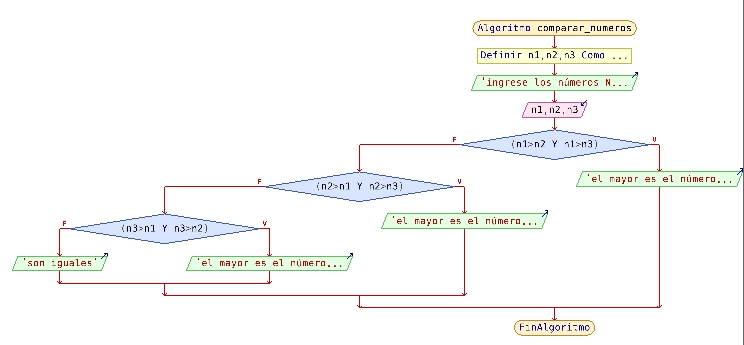 Algoritmo comparar_numeros
Definir n1,n2,n3 Como ...
'ingrese los números N...
n1,n2,n3
F
(n1>n2 Y n1>n3)
V
F
(n2>n1 Y n2>n3)
V
'el mayor es el número...
F
(n3>n1 Y n3>n2)
V
'el mayor es el número...
'son iguales'
'el mayor es el número...
FinAlgoritmo